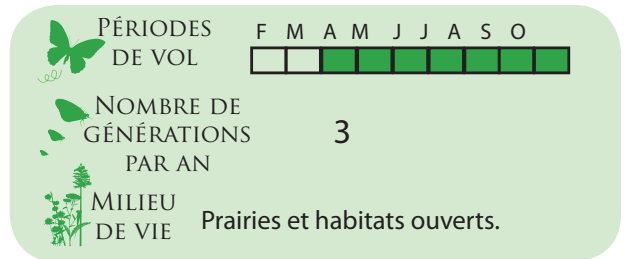 Périodes de vol
F M A M J J A S O
Nombre de générations par an
3
Milieu de vie
Prairies et habitats ouverts.